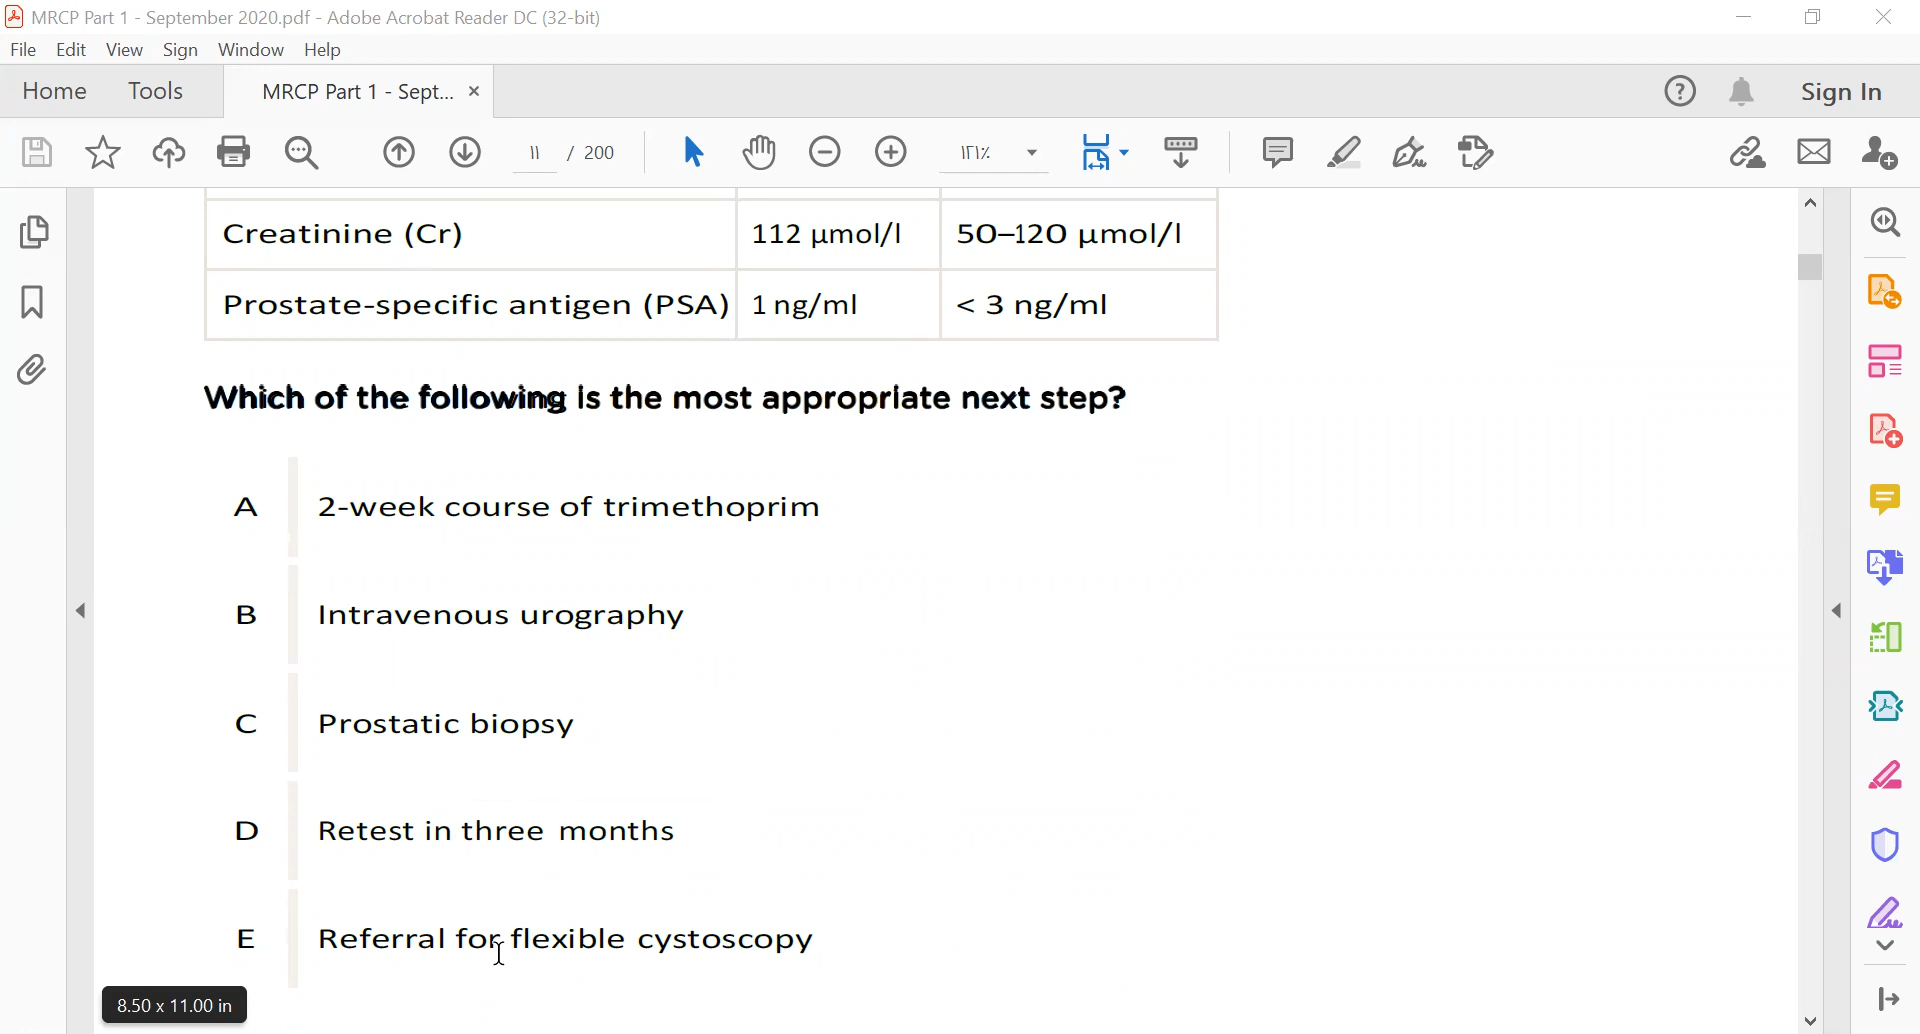 MRCP Part 1 - September 2020.pdf - Adobe Acrobat Reader DC (32-bit)
File Edit View Sign Window Help
Home Tools MRCP Part 1 - Sept... × Sign In
١١ / 200 ١٢١٪
Creatinine (Cr) 112 µmol/l 50–120 µmol/l
Prostate-specific antigen (PSA) 1 ng/ml < 3 ng/ml
Which of the following is the most appropriate next step?
A 2-week course of trimethoprim
B Intravenous urography
C Prostatic biopsy
D Retest in three months
E Referral for flexible cystoscopy
8.50 x 11.00 in